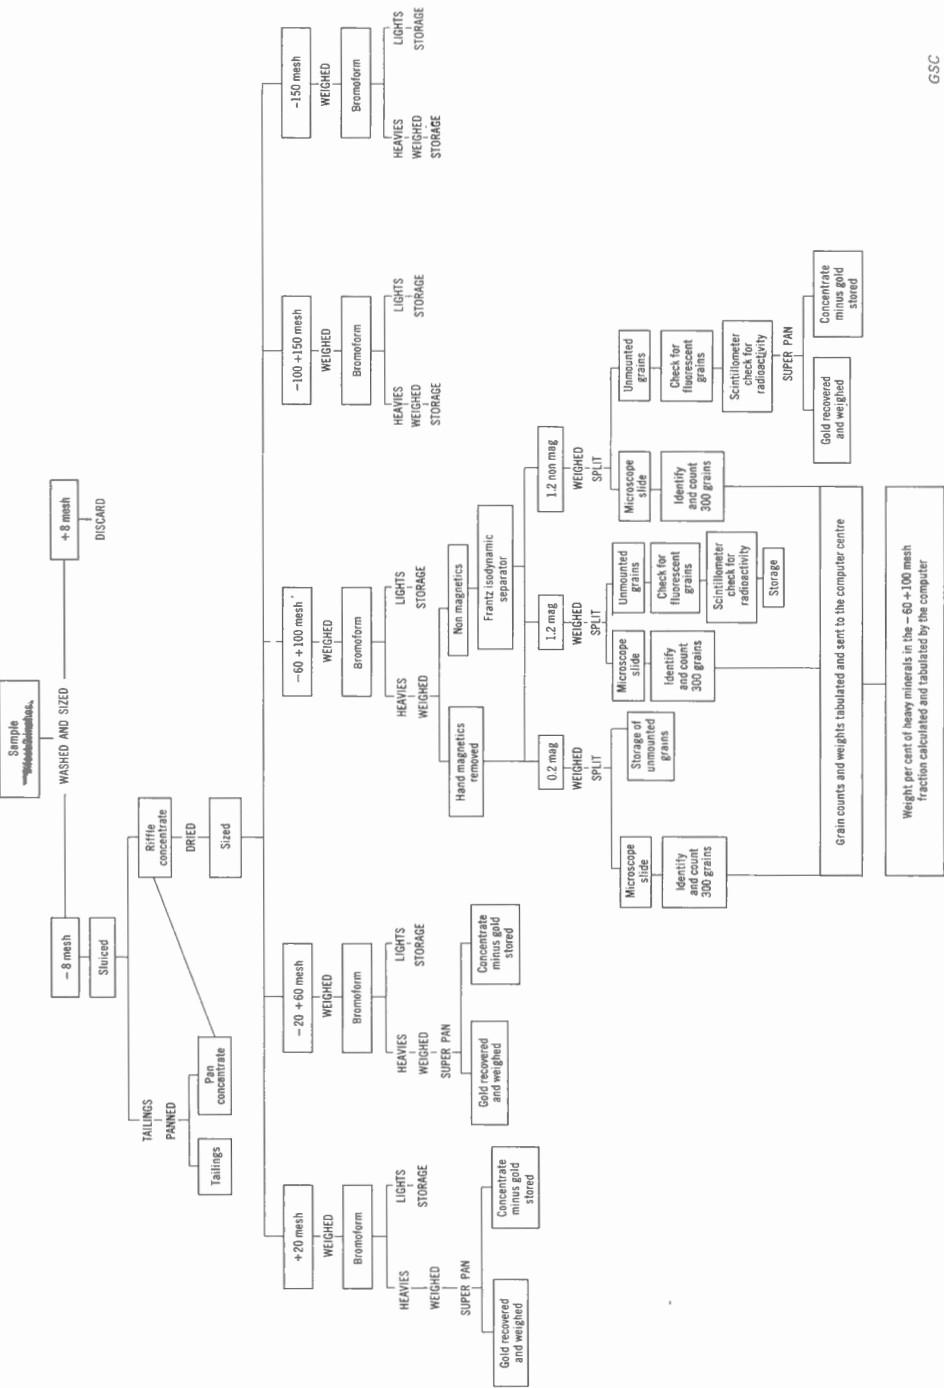 Sample
WASHED AND SIZED
– 8 mesh
+ 8 mesh
DISCARD
Sluiced
TAILINGS
PANNED
Tailings
Pan
concentrate
Riffle
concentrate
DRIED
Sized
+20 mesh
WEIGHED
Bromoform
HEAVIES
WEIGHED
SUPER PAN
Gold recovered
and weighed
Concentrate
minus gold
stored
LIGHTS
STORAGE
– 20 +60 mesh
WEIGHED
Bromoform
HEAVIES
WEIGHED
SUPER PAN
Gold recovered
and weighed
Concentrate
minus gold
stored
LIGHTS
STORAGE
– 60 +100 mesh
WEIGHED
Bromoform
HEAVIES
WEIGHED
LIGHTS
STORAGE
Hand magnetics
removed
Non magnetics
Frantz isodynamic
separator
0.2 mag
WEIGHED
SPLIT
Microscope
slide
Identify
and count
300 grains
Storage of
unmounted
grains
1.2 mag
WEIGHED
SPLIT
Microscope
slide
Identify
and count
300 grains
Unmounted
grains
Check for
fluorescent
grains
Scintillometer
check for
radioactivity
Storage
1.2 non mag
WEIGHED
SPLIT
Microscope
slide
Identify
and count
300 grains
Unmounted
grains
Check for
fluorescent
grains
Scintillometer
check for
radioactivity
SUPER PAN
Gold recovered
and weighed
Concentrate
minus gold
stored
Grain counts and weights tabulated and sent to the computer centre
Weight per cent of heavy minerals in the – 60 +100 mesh
fraction calculated and tabulated by the computer
–100 +150 mesh
WEIGHED
Bromoform
HEAVIES
WEIGHED
STORAGE
LIGHTS
STORAGE
–150 mesh
WEIGHED
Bromoform
HEAVIES
WEIGHED
STORAGE
LIGHTS
STORAGE
GSC